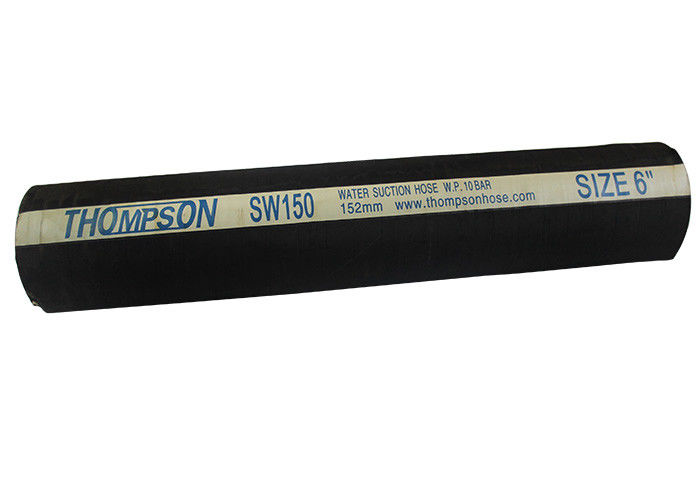 THOMPSON SW150 WATER SUCTION HOSE W.P. 10 BAR SIZE 6"
152mm www.thompsonhose.com